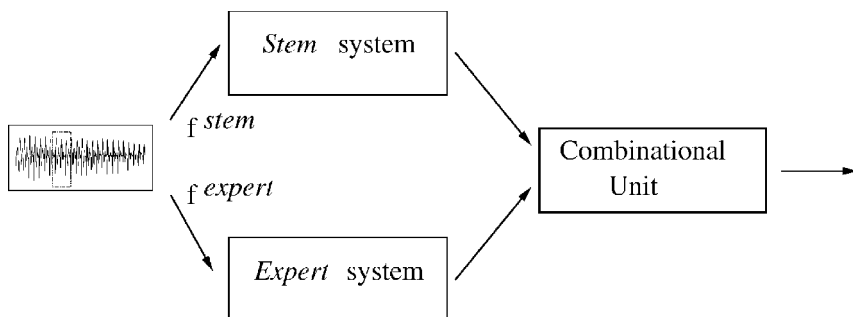 Stem system
f stem
f expert
Combinational
Unit
Expert system